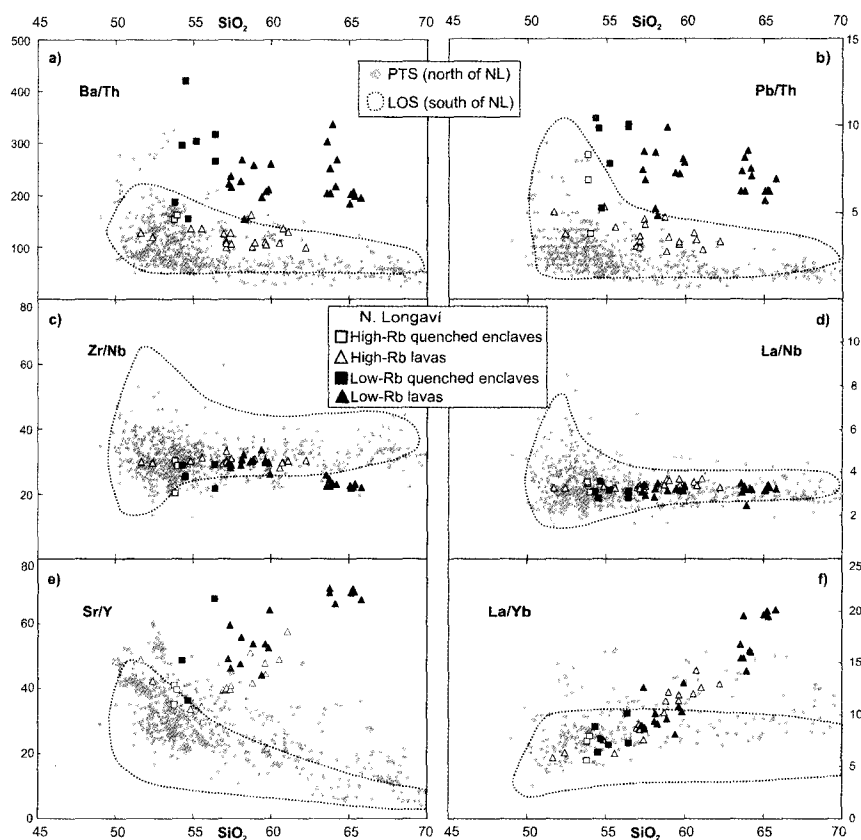 45 50 55 60 65 70
SiO₂
45 50 55 60 65 70
SiO₂
a)
Ba/Th
500
400
300
200
100
PTS (north of NL)
LOS (south of NL)
b)
Pb/Th
15
10
5
c)
Zr/Nb
80
60
40
20
N. Longaví
High-Rb quenched enclaves
High-Rb lavas
Low-Rb quenched enclaves
Low-Rb lavas
d)
La/Nb
10
8
6
4
2
0
e)
Sr/Y
80
60
40
20
0
f)
La/Yb
25
20
15
10
5
0
45 50 55 60 65 70
SiO₂
45 50 55 60 65 70
SiO₂